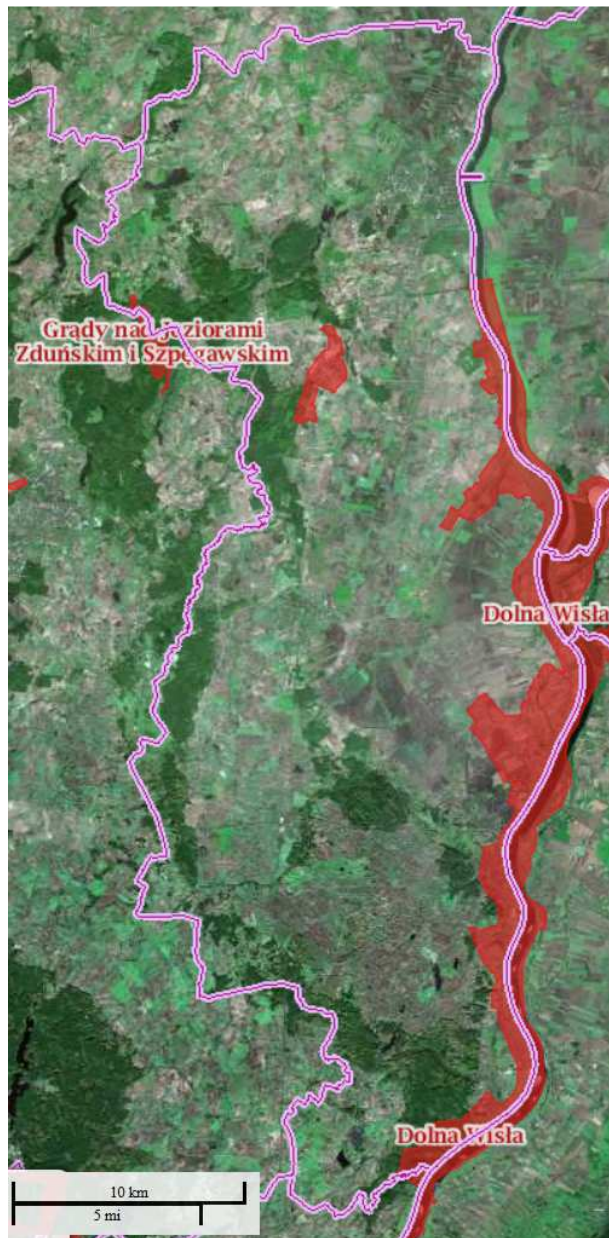 Grądy nad jeziorami
Zduńskim i Szpęgawskim
Dolna Wisła
Dolna Wisła
10 km
5 mi